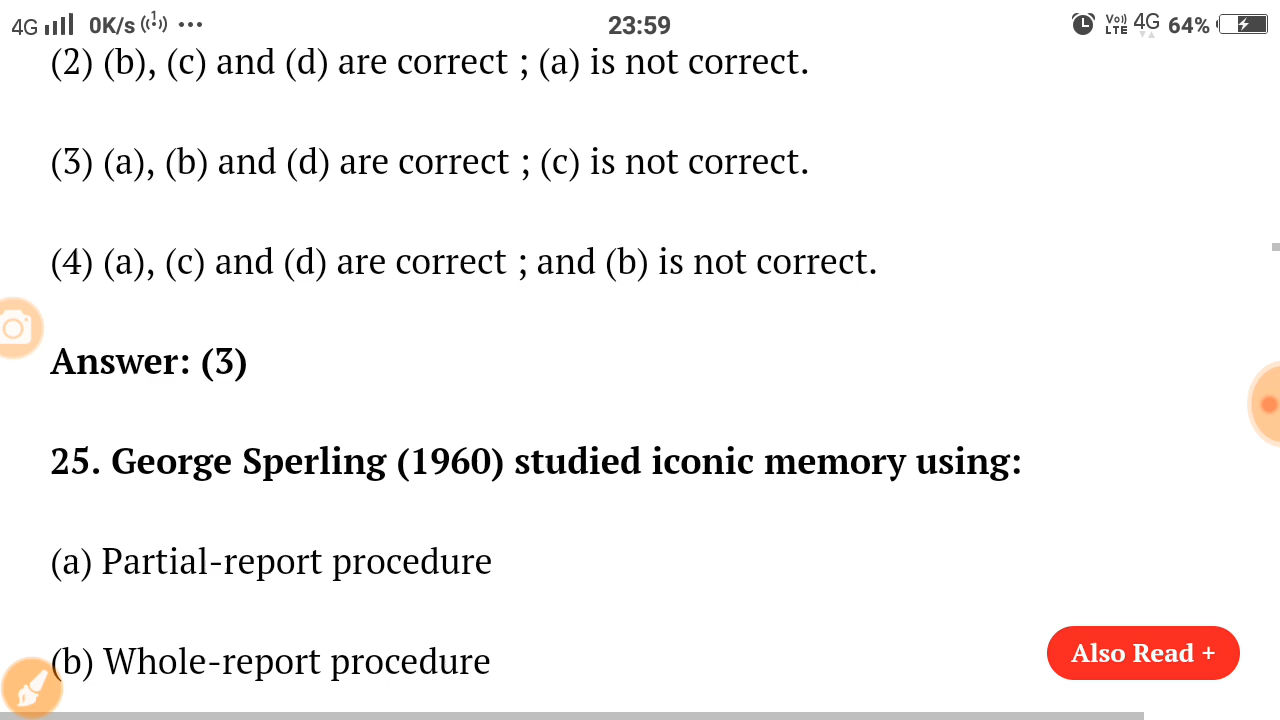 4G 0K/s (1) ••• 23:59 Vo)) LTE 4G 64%
(2) (b), (c) and (d) are correct ; (a) is not correct.
(3) (a), (b) and (d) are correct ; (c) is not correct.
(4) (a), (c) and (d) are correct ; and (b) is not correct.
Answer: (3)
25. George Sperling (1960) studied iconic memory using:
(a) Partial-report procedure
(b) Whole-report procedure
Also Read +